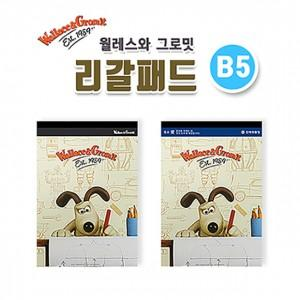 Wallace & Gromit
Est. 1989
월레스와 그로밋
리갈패드
B5
Wallace & Gromit
Wallace & Gromit
Est. 1989
Wallace & Gromit
Est. 1989